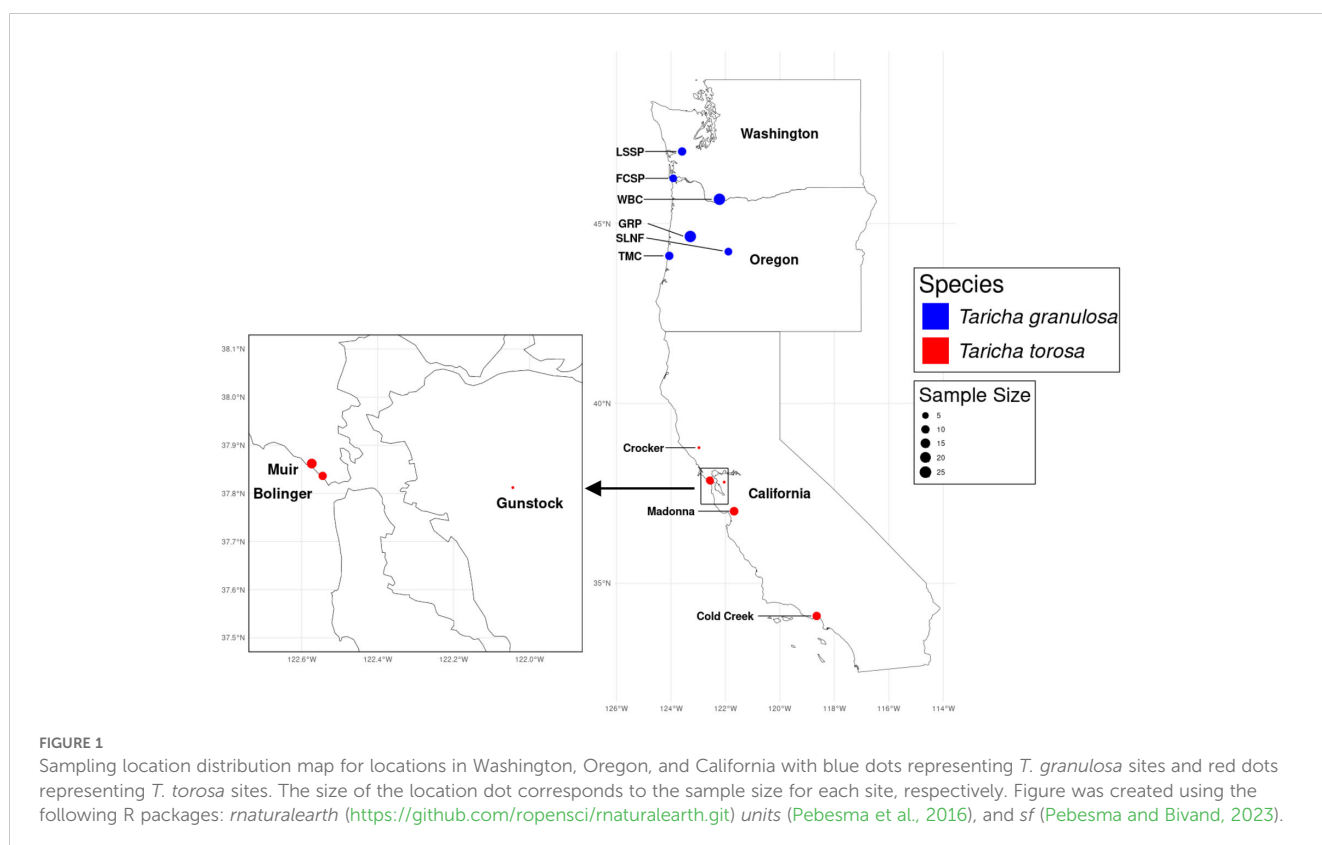 Washington
LSSP
FCSP
WBC
GRP
SLNF
TMC
45°N
Oregon
Species
Taricha granulosa
Taricha torosa
Sample Size
5
10
15
20
25
40°N
Crocker
California
Madonna
35°N
Cold Creek
126°W 124°W 122°W 120°W 118°W 116°W 114°W
38.1°N
38.0°N
37.9°N
37.8°N
37.7°N
37.6°N
37.5°N
Muir
Bolinger
Gunstock
122.6°W 122.4°W 122.2°W 122.0°W
FIGURE 1
Sampling location distribution map for locations in Washington, Oregon, and California with blue dots representing T. granulosa sites and red dots
representing T. torosa sites. The size of the location dot corresponds to the sample size for each site, respectively. Figure was created using the
following R packages: rnaturalearth (https://github.com/ropensci/rnaturalearth.git) units (Pebesma et al., 2016), and sf (Pebesma and Bivand, 2023).